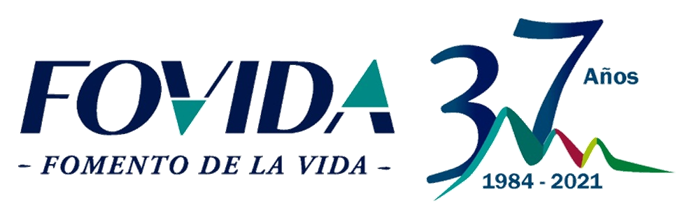 FOVIDA
- FOMENTO DE LA VIDA -
37
Años
1984 - 2021